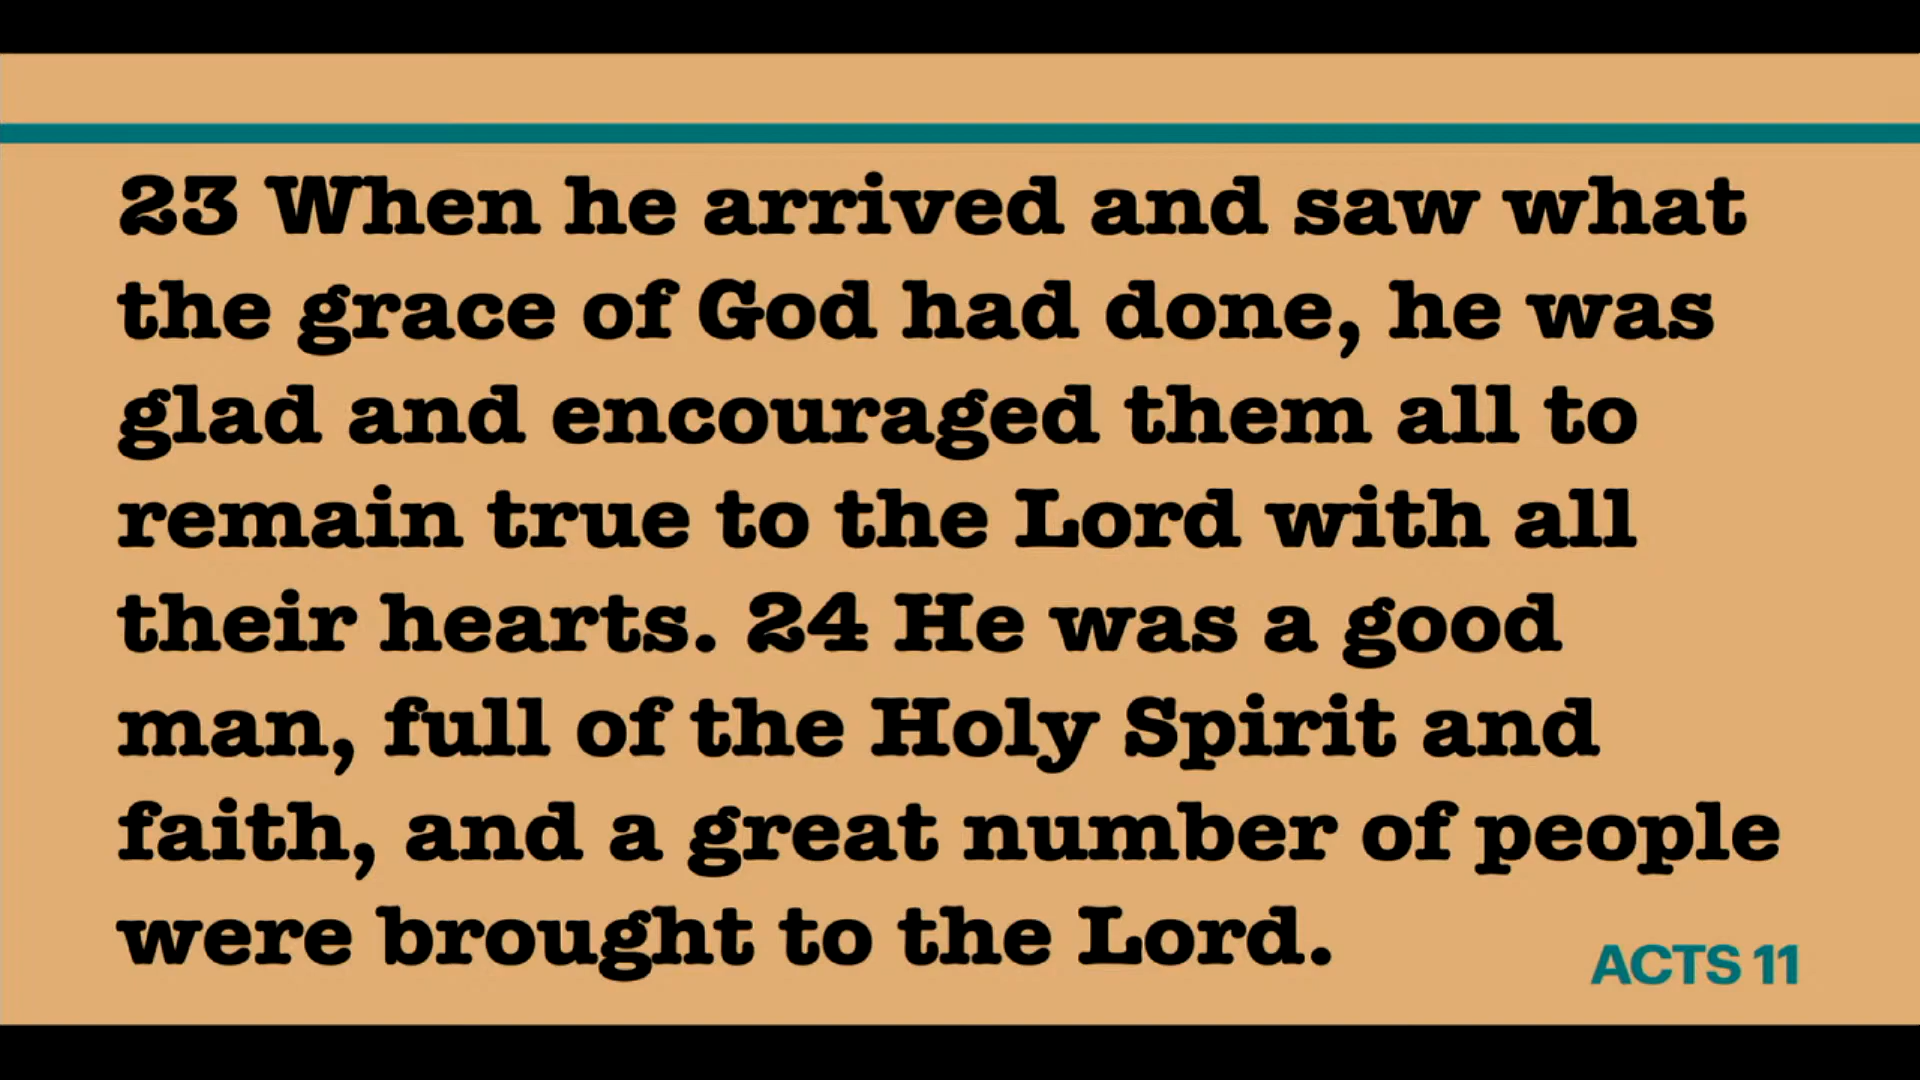 23 When he arrived and saw what
the grace of God had done, he was
glad and encouraged them all to
remain true to the Lord with all
their hearts. 24 He was a good
man, full of the Holy Spirit and
faith, and a great number of people
were brought to the Lord.
ACTS 11